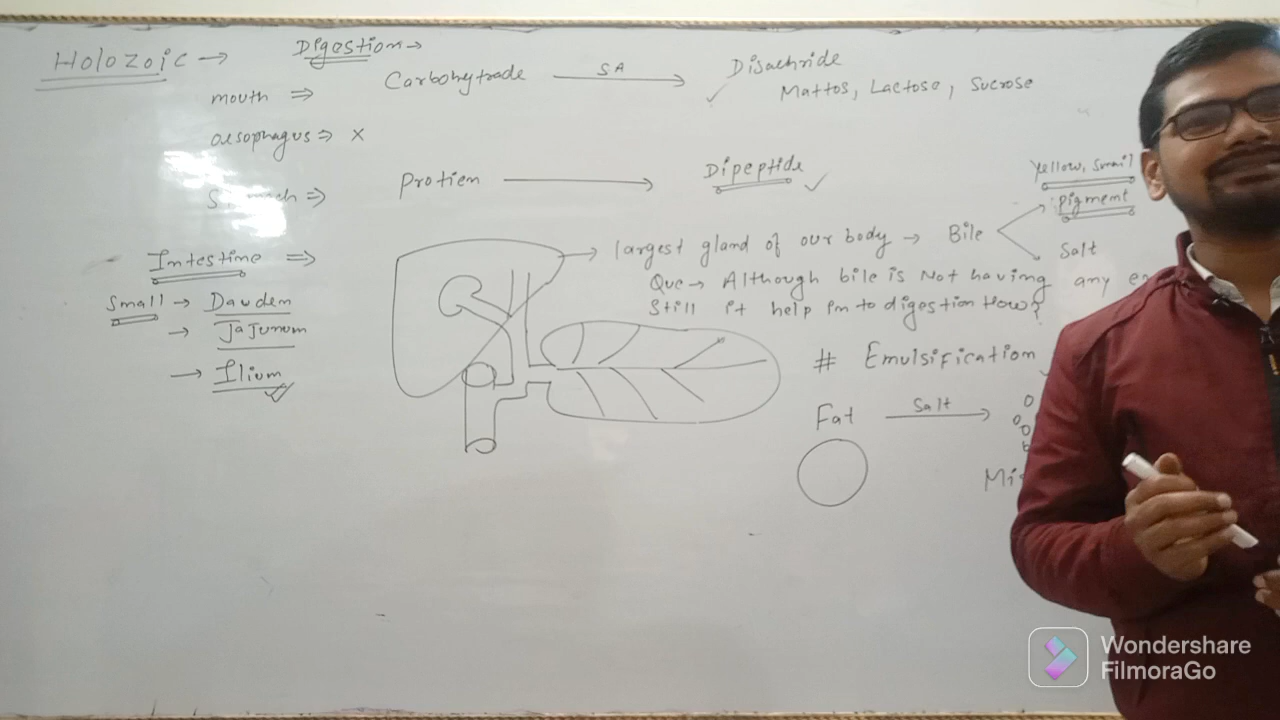 Holozoic → Digestion →
Carbohytrade SA → Disachride
mouth ⇒ Mattos, Lactose, Sucrose
oesophagus ⇒ ×
Protien → Dipeptide
Intestine ⇒
Small → Daudem
→ Jajunum
→ Ilium
→ largest gland of our body → Bile
Yellow, Small
pigment
Salt
Que → Although bile is Not having any
Still it help im to digestion How?
# Emulsification
Fat Salt →
Wondershare
FilmoraGo